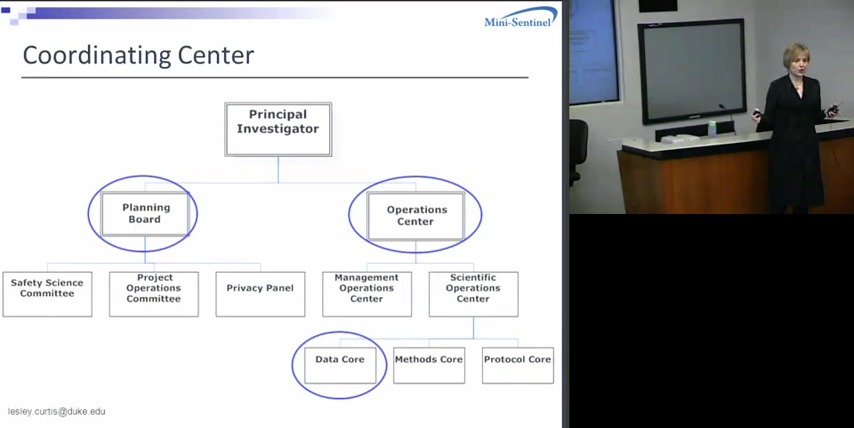 Mini-Sentinel
Coordinating Center
Principal
Investigator
Planning
Board
Operations
Center
Safety Science
Committee
Project
Operations
Committee
Privacy Panel
Management
Operations
Center
Scientific
Operations
Center
Data Core
Methods Core
Protocol Core
lesley.curtis@duke.edu